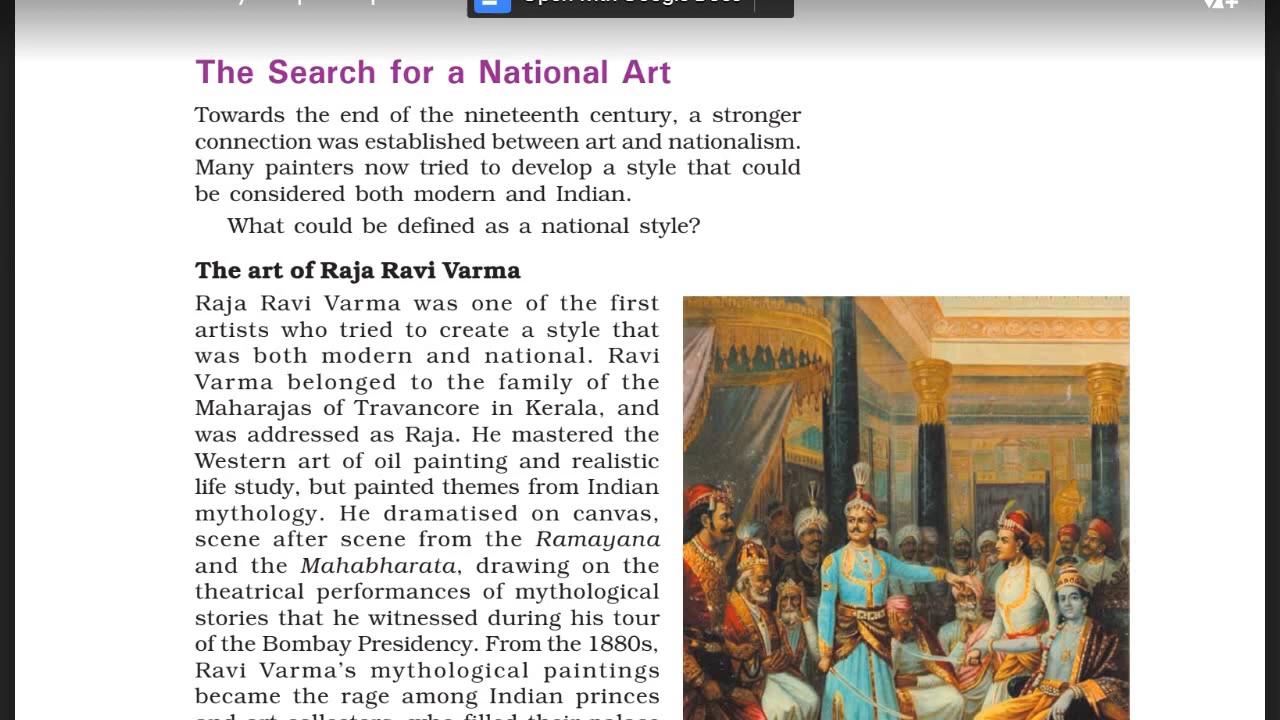 The Search for a National Art
Towards the end of the nineteenth century, a stronger
connection was established between art and nationalism.
Many painters now tried to develop a style that could
be considered both modern and Indian.
What could be defined as a national style?
The art of Raja Ravi Varma
Raja Ravi Varma was one of the first
artists who tried to create a style that
was both modern and national. Ravi
Varma belonged to the family of the
Maharajas of Travancore in Kerala, and
was addressed as Raja. He mastered the
Western art of oil painting and realistic
life study, but painted themes from Indian
mythology. He dramatised on canvas,
scene after scene from the Ramayana
and the Mahabharata, drawing on the
theatrical performances of mythological
stories that he witnessed during his tour
of the Bombay Presidency. From the 1880s,
Ravi Varma's mythological paintings
became the rage among Indian princes
and art collectors, who filled their palace